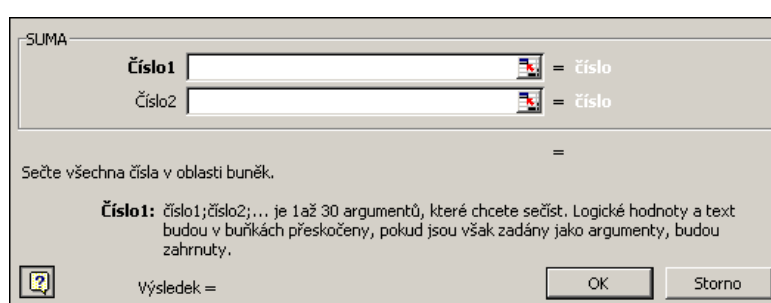 SUMA
Číslo1 = číslo
Číslo2 = číslo
=
Sečte všechna čísla v oblasti buněk.
Číslo1: číslo1;číslo2;... je 1až 30 argumentů, které chcete sečíst. Logické hodnoty a text
budou v buňkách přeskočeny, pokud jsou však zadány jako argumenty, budou
zahrnuty.
? Výsledek = OK Storno